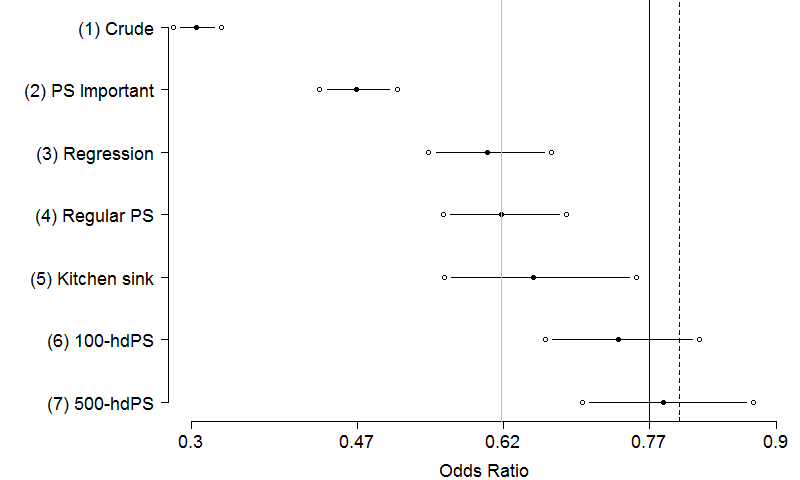 (1) Crude
(2) PS Important
(3) Regression
(4) Regular PS
(5) Kitchen sink
(6) 100-hdPS
(7) 500-hdPS
0.3 0.47 0.62 0.77 0.9
Odds Ratio